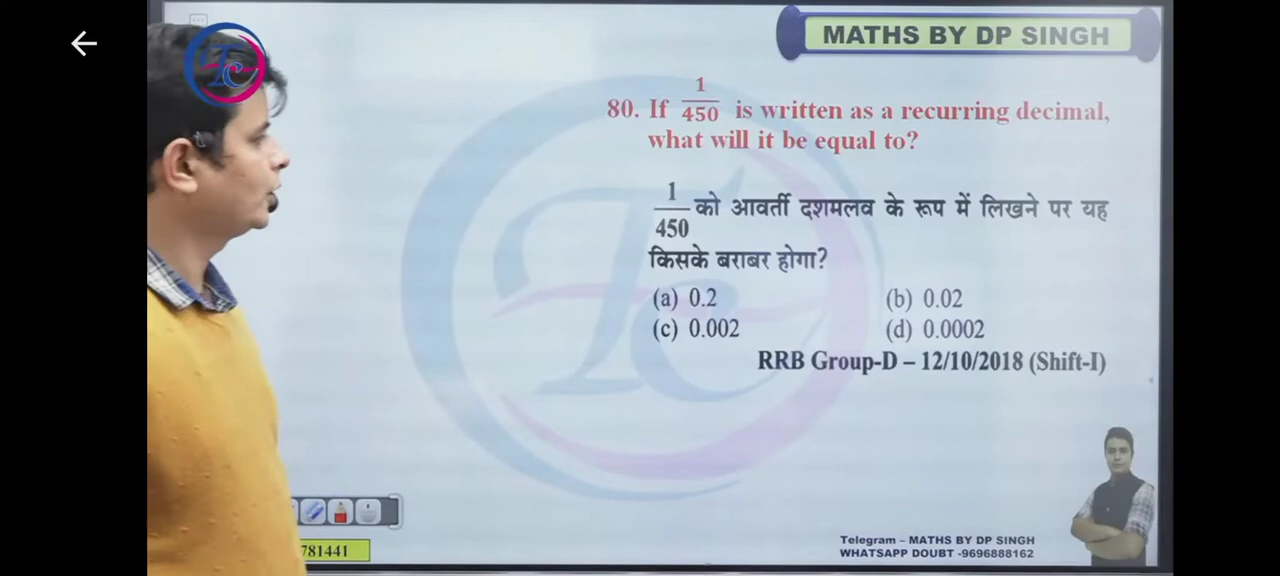 MATHS BY DP SINGH
80. If 1/450 is written as a recurring decimal,
what will it be equal to?
1/450 को आवर्ती दशमलव के रूप में लिखने पर यह
किसके बराबर होगा?
(a) 0.2 (b) 0.02
(c) 0.002 (d) 0.0002
RRB Group-D – 12/10/2018 (Shift-I)
781441
Telegram – MATHS BY DP SINGH
WHATSAPP DOUBT -9696888162